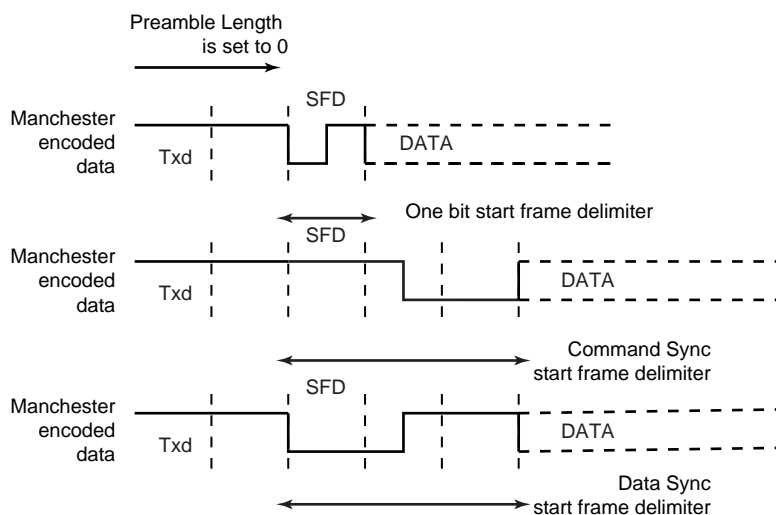 Preamble Length
is set to 0
SFD
Manchester
encoded
data
Txd
DATA
One bit start frame delimiter
SFD
Manchester
encoded
data
Txd
DATA
Command Sync
start frame delimiter
SFD
Manchester
encoded
data
Txd
DATA
Data Sync
start frame delimiter